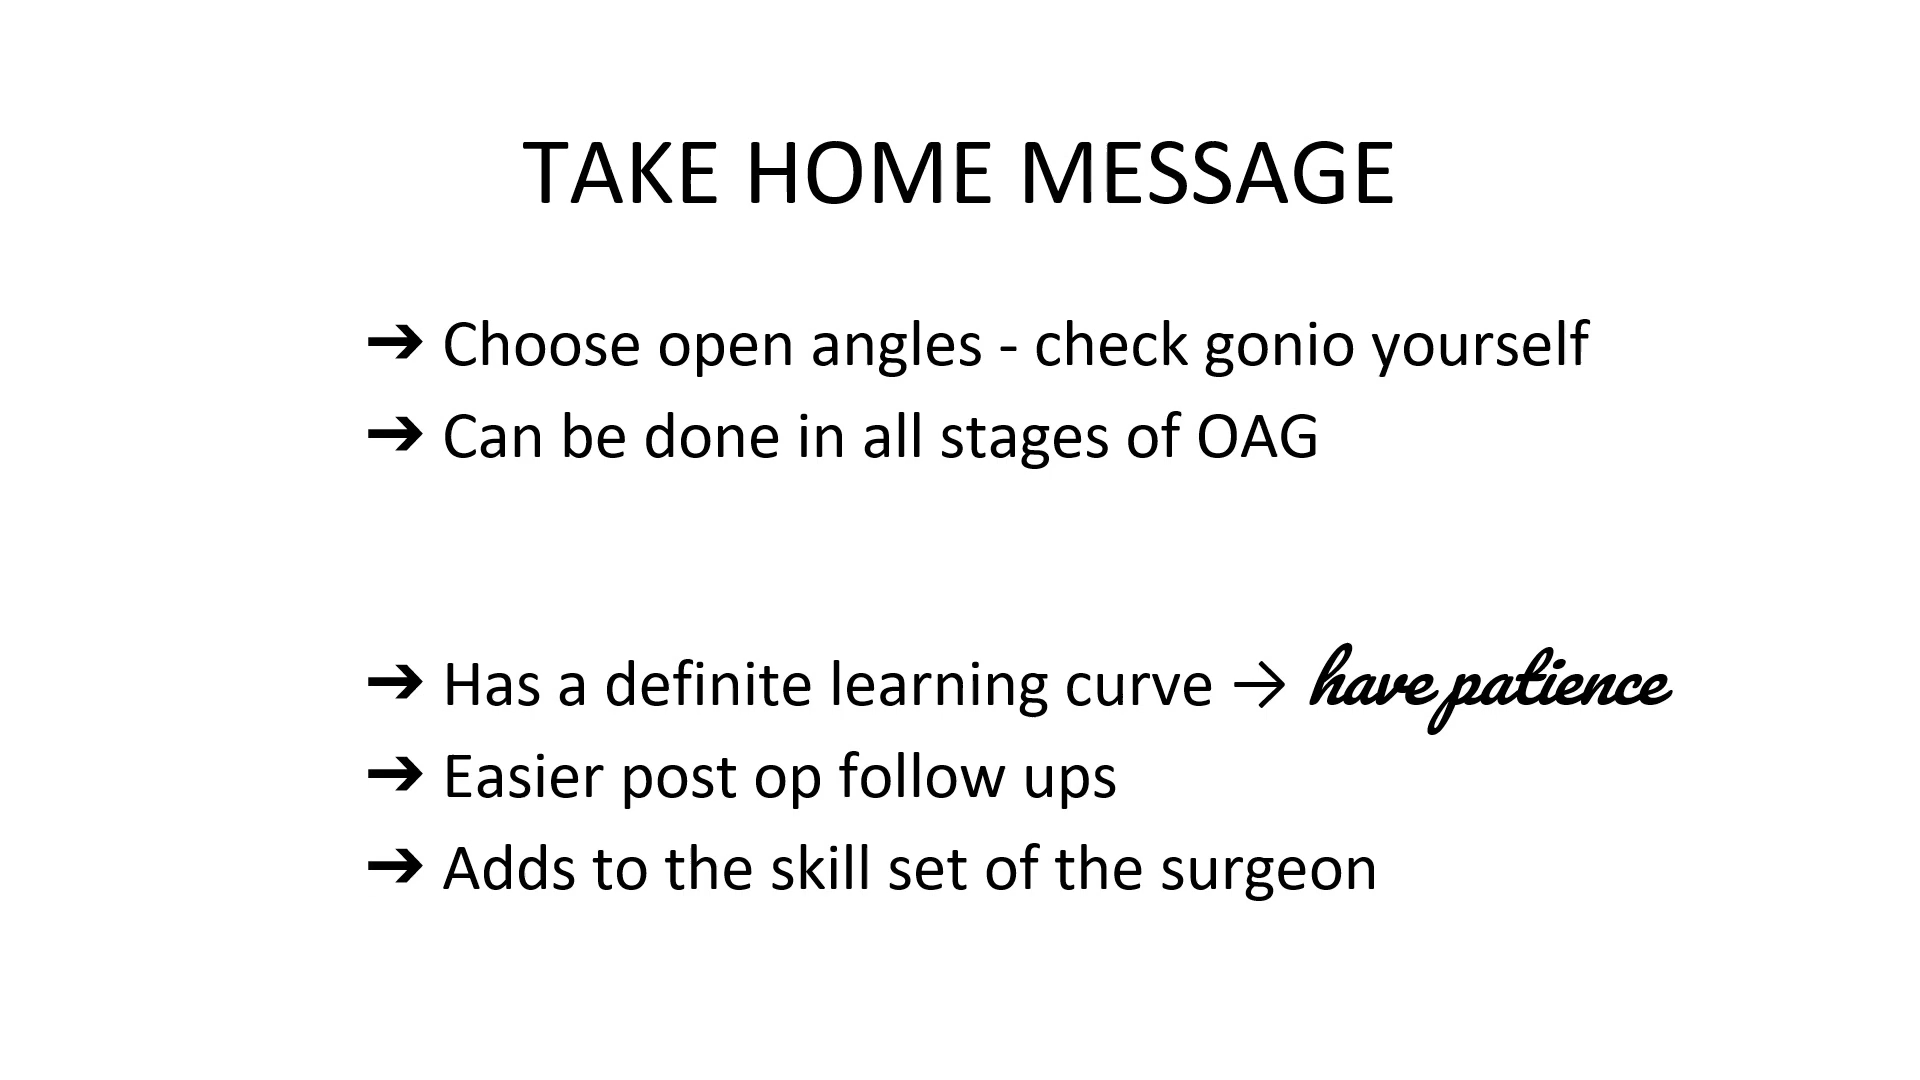 TAKE HOME MESSAGE
➔ Choose open angles - check gonio yourself
➔ Can be done in all stages of OAG
➔ Has a definite learning curve → have patience
➔ Easier post op follow ups
➔ Adds to the skill set of the surgeon